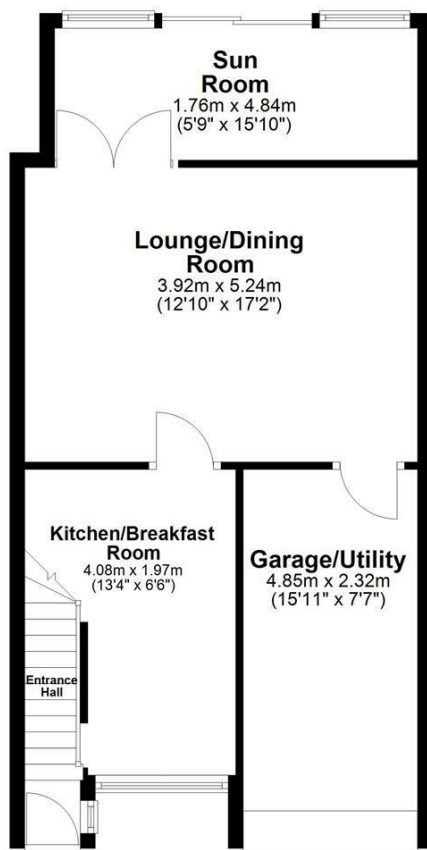 Sun
Room
1.76m x 4.84m
(5'9" x 15'10")
Lounge/Dining
Room
3.92m x 5.24m
(12'10" x 17'2")
Kitchen/Breakfast
Room
4.08m x 1.97m
(13'4" x 6'6")
Garage/Utility
4.85m x 2.32m
(15'11" x 7'7")
Entrance
Hall